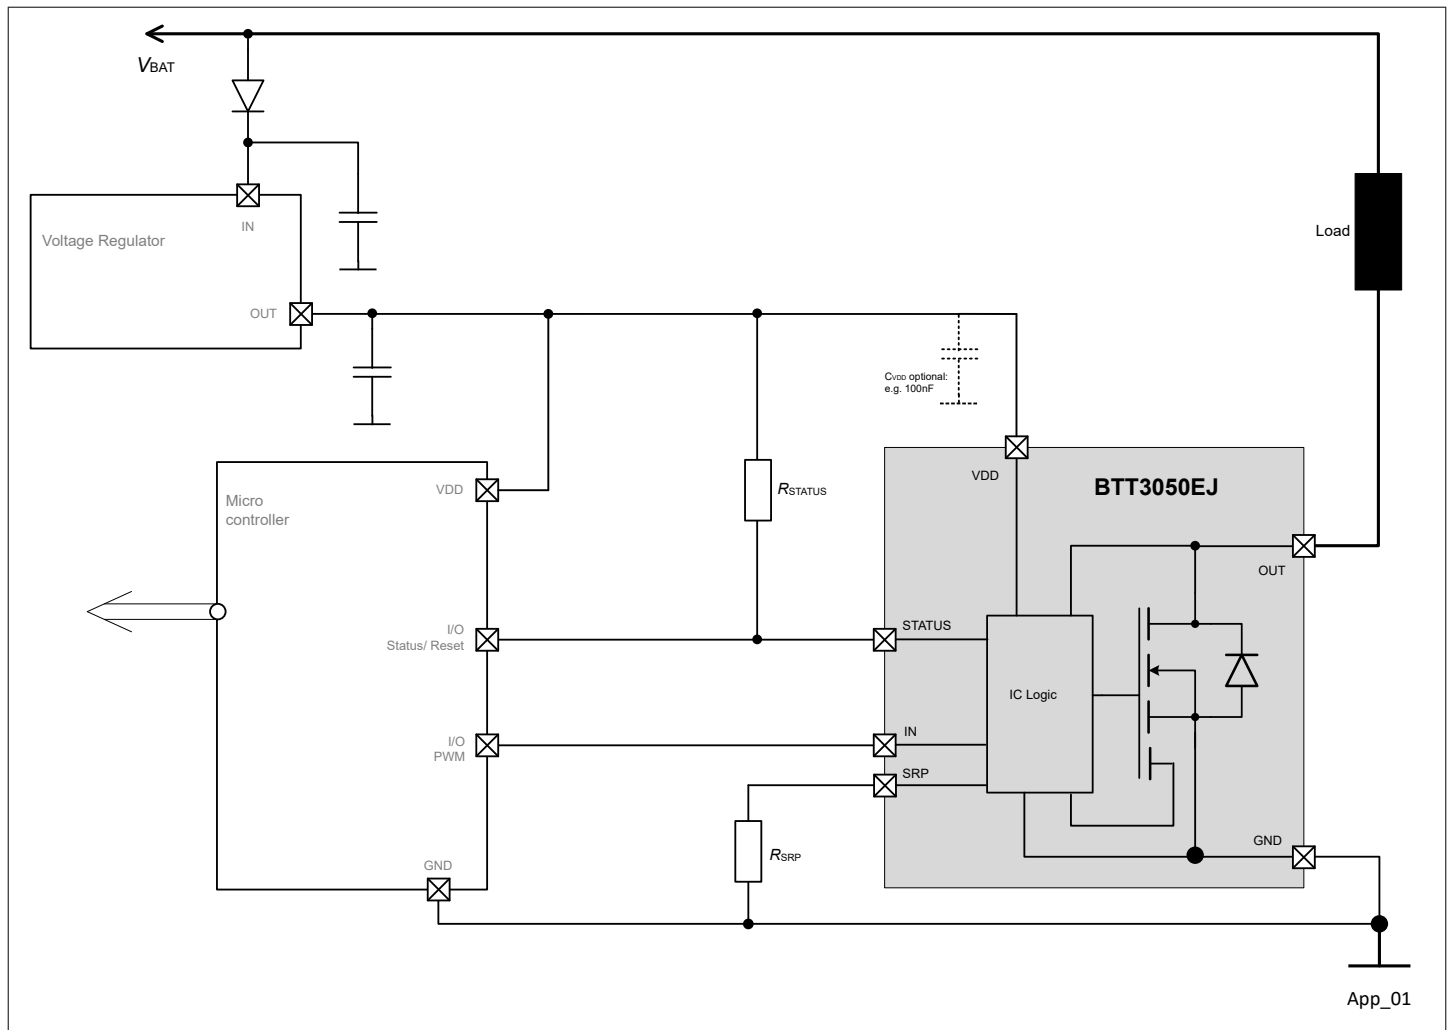 VBAT
IN
Voltage Regulator
Load
OUT
CVDD optional:
e.g. 100nF
VDD
BTT3050EJ
VDD
RSTATUS
Micro
controller
OUT
I/O
Status/ Reset
STATUS
IC Logic
I/O
PWM
IN
SRP
RSRP
GND
GND
App_01